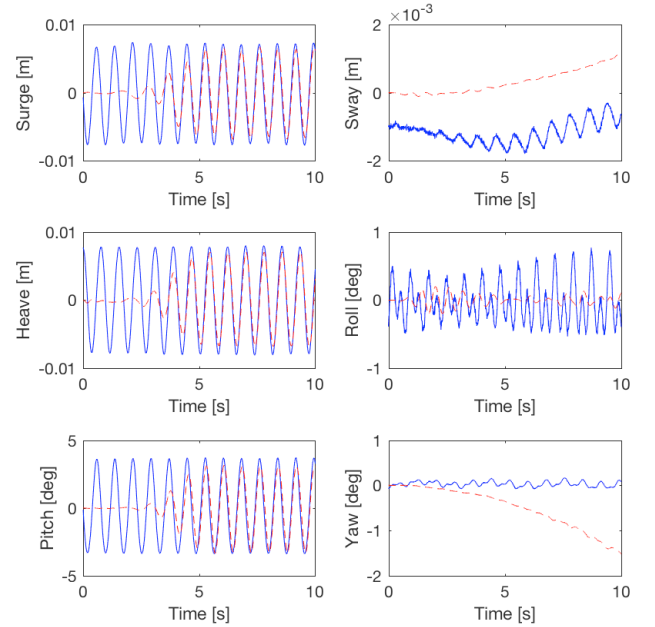 0.01
0
-0.01
Surge [m]
0 5 10
Time [s]
×10⁻³
2
0
-2
Sway [m]
0 5 10
Time [s]
0.01
0
-0.01
Heave [m]
0 5 10
Time [s]
1
0
-1
Roll [deg]
0 5 10
Time [s]
5
0
-5
Pitch [deg]
0 5 10
Time [s]
1
0
-1
-2
Yaw [deg]
0 5 10
Time [s]